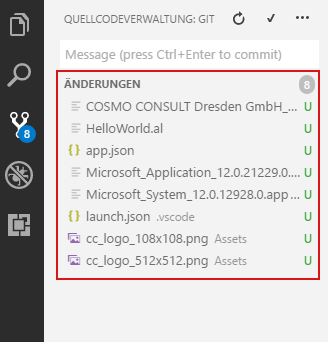 QUELLCODEVERWALTUNG: GIT
Message (press Ctrl+Enter to commit)
ÄNDERUNGEN 8
COSMO CONSULT Dresden GmbH_... U
HelloWorld.al U
{} app.json U
Microsoft_Application_12.0.21229.0.... U
Microsoft_System_12.0.12928.0.app U
{} launch.json .vscode U
cc_logo_108x108.png Assets U
cc_logo_512x512.png Assets U
8